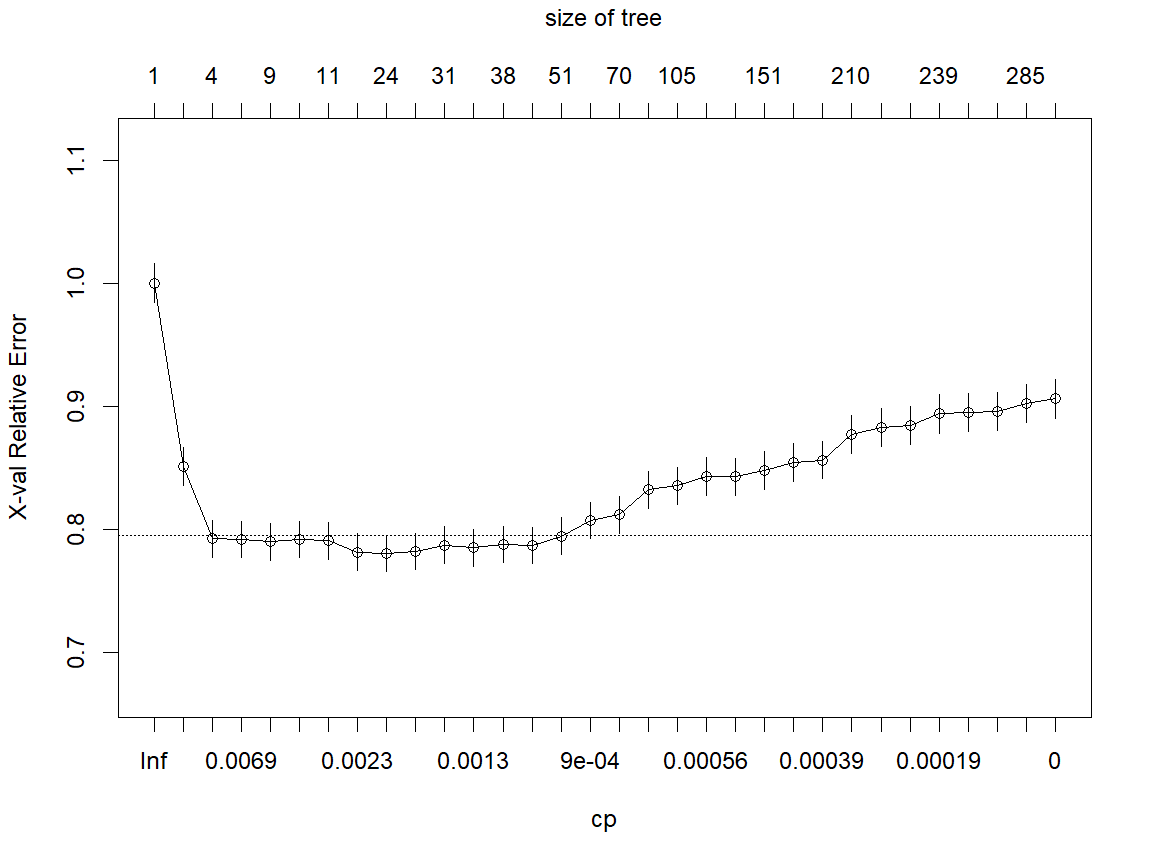 size of tree
1 4 9 11 24 31 38 51 70 105 151 210 239 285
X-val Relative Error
1.1
1.0
0.9
0.8
0.7
Inf 0.0069 0.0023 0.0013 9e-04 0.00056 0.00039 0.00019 0
cp